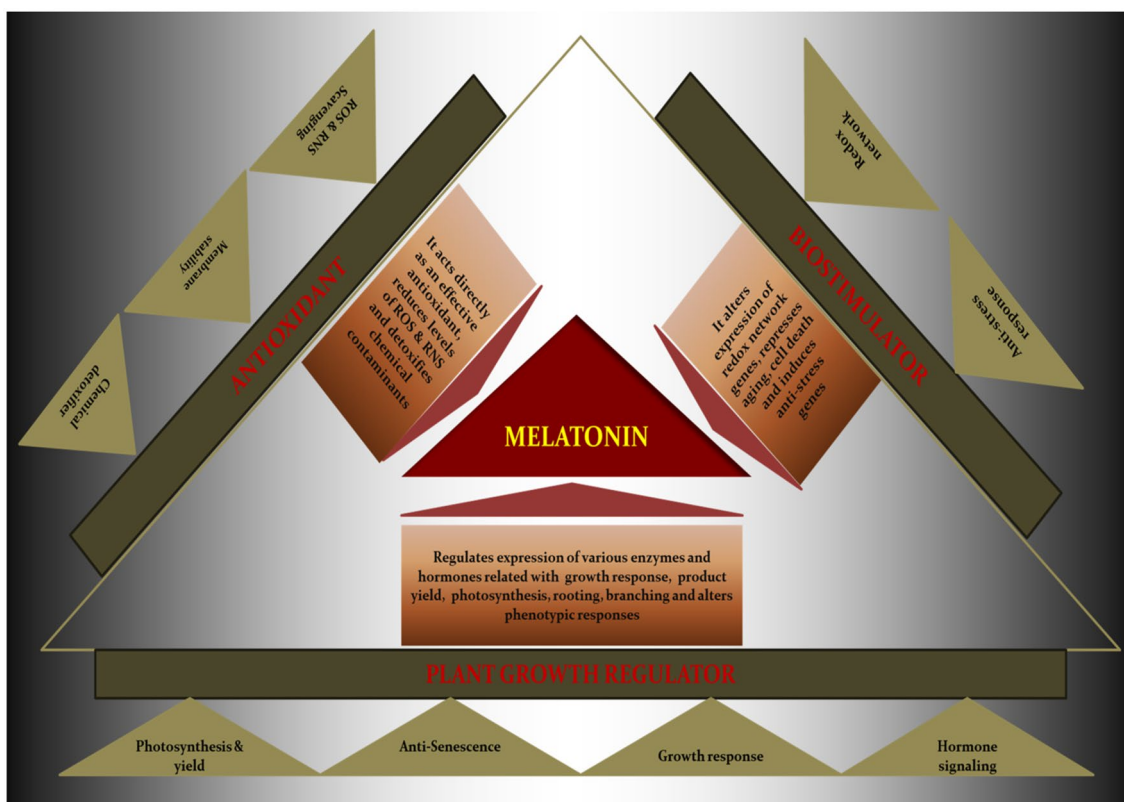 ROS & RNS
Scavenging
Membrane
stability
Chemical
detoxifier
ANTIOXIDANT
It acts directly
as an effective
antioxidant,
reduces levels
of ROS & RNS
and detoxifies
chemical
contaminants
Redox
network
Anti-stress
response
BIOSTIMULATOR
It alters
expression of
redox network
genes, represses
aging, cell death
and induces
anti-stress
genes
MELATONIN
Regulates expression of various enzymes and
hormones related with growth response, product
yield, photosynthesis, rooting, branching and alters
phenotypic responses
PLANT GROWTH REGULATOR
Photosynthesis &
yield
Anti-Senescence
Growth response
Hormone
signaling